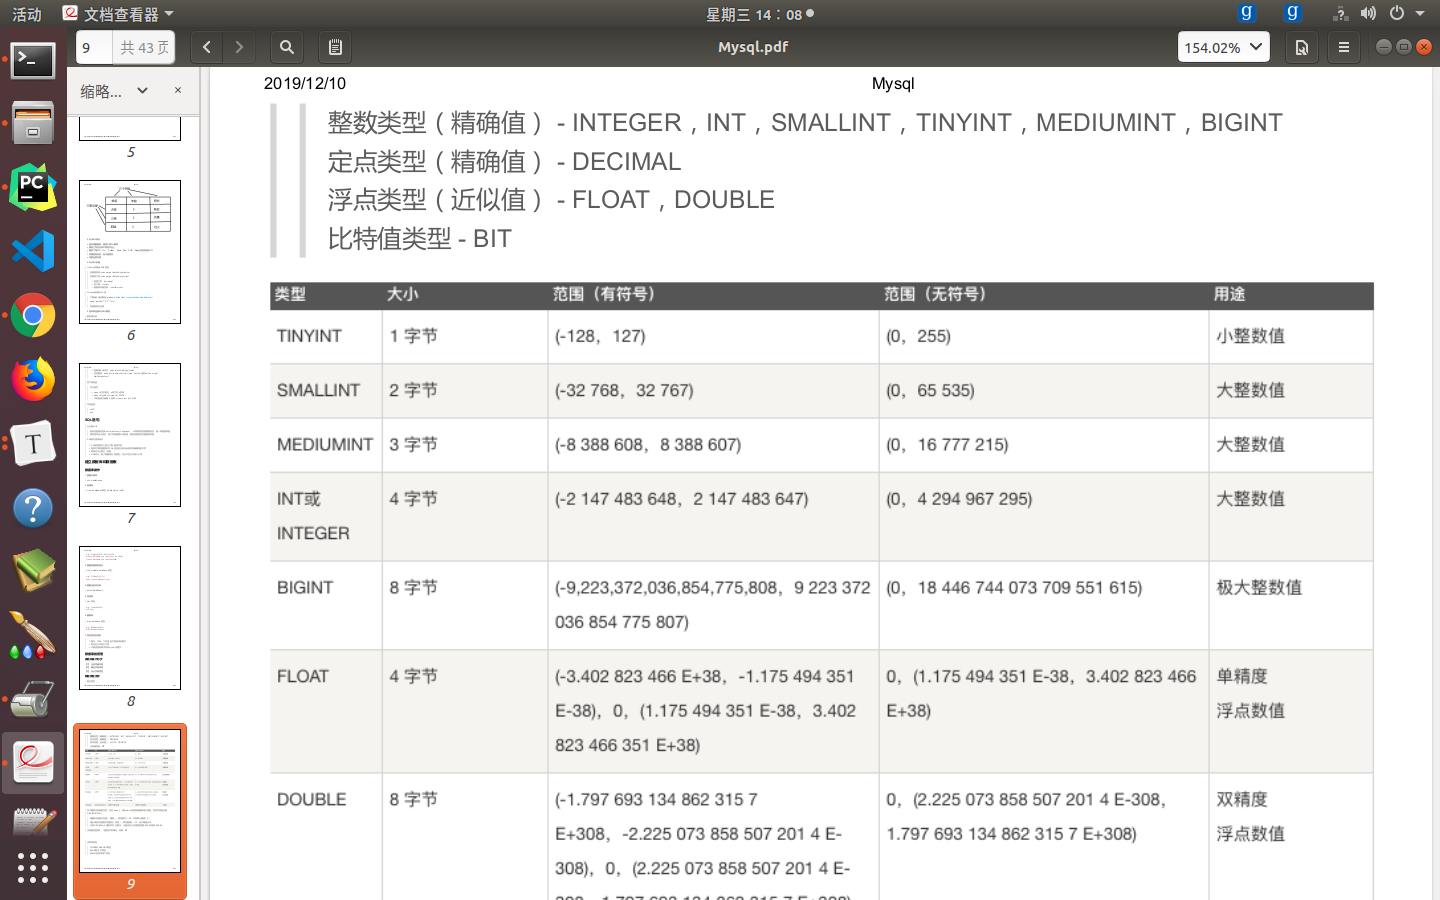 活动
文档查看器
星期三 14：08
g
g
?
9
共 43 页
Mysql.pdf
154.02%
缩略...
×
5
6
7
8
9
PC
T
?
2019/12/10
Mysql
整数类型（精确值） - INTEGER，INT，SMALLINT，TINYINT，MEDIUMINT，BIGINT
定点类型（精确值） - DECIMAL
浮点类型（近似值） - FLOAT，DOUBLE
比特值类型 - BIT
类型 大小 范围（有符号） 范围（无符号） 用途
TINYINT 1 字节 (-128，127) (0，255) 小整数值
SMALLINT 2 字节 (-32 768，32 767) (0，65 535) 大整数值
MEDIUMINT 3 字节 (-8 388 608，8 388 607) (0，16 777 215) 大整数值
INT或 4 字节 (-2 147 483 648，2 147 483 647) (0，4 294 967 295) 大整数值
INTEGER
BIGINT 8 字节 (-9,223,372,036,854,775,808，9 223 372 (0，18 446 744 073 709 551 615) 极大整数值
036 854 775 807)
FLOAT 4 字节 (-3.402 823 466 E+38，-1.175 494 351 0，(1.175 494 351 E-38，3.402 823 466 单精度
E-38)，0，(1.175 494 351 E-38，3.402 E+38) 浮点数值
823 466 351 E+38)
DOUBLE 8 字节 (-1.797 693 134 862 315 7 0，(2.225 073 858 507 201 4 E-308， 双精度
E+308，-2.225 073 858 507 201 4 E- 1.797 693 134 862 315 7 E+308) 浮点数值
308)，0，(2.225 073 858 507 201 4 E-
308，1.797 693 134 862 315 7 E+308)